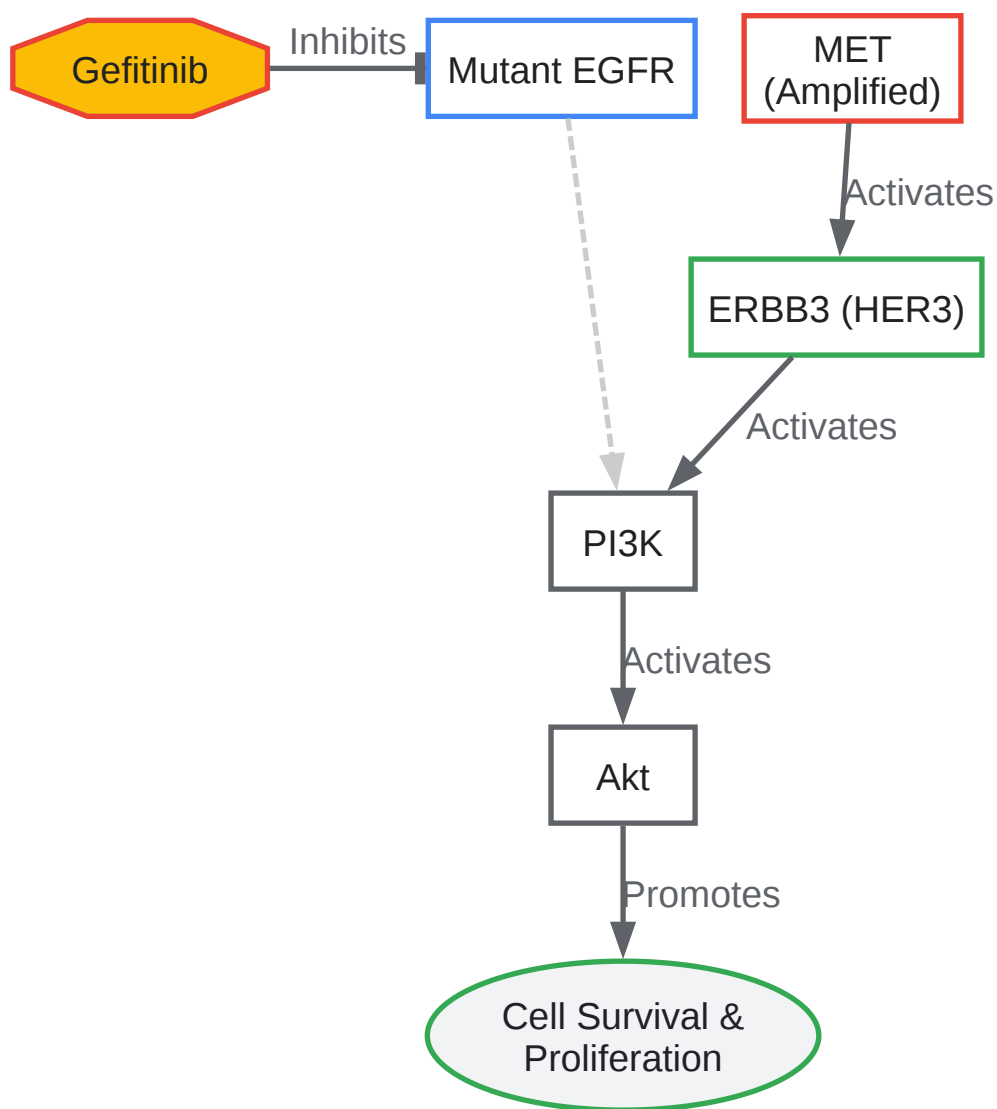 Gefitinib
Inhibits
Mutant EGFR
MET
(Amplified)
Activates
ERBB3 (HER3)
Activates
PI3K
Activates
Akt
Promotes
Cell Survival &
Proliferation